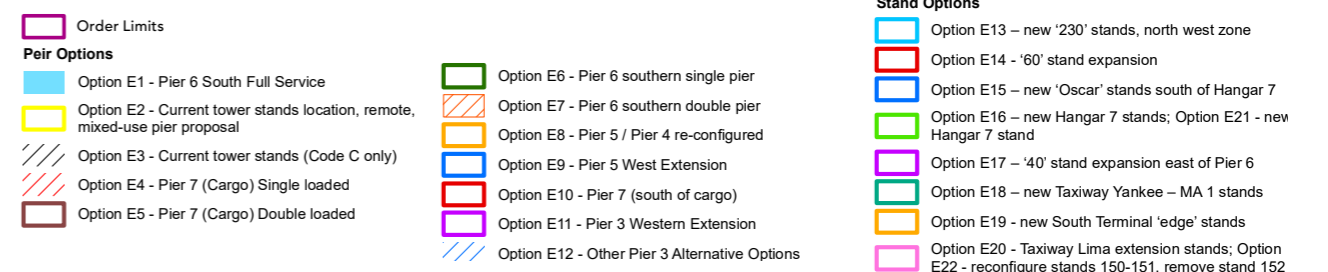 Order Limits
Peir Options
Option E1 - Pier 6 South Full Service
Option E2 - Current tower stands location, remote,
mixed-use pier proposal
Option E3 - Current tower stands (Code C only)
Option E4 - Pier 7 (Cargo) Single loaded
Option E5 - Pier 7 (Cargo) Double loaded
Option E6 - Pier 6 southern single pier
Option E7 - Pier 6 southern double pier
Option E8 - Pier 5 / Pier 4 re-configured
Option E9 - Pier 5 West Extension
Option E10 - Pier 7 (south of cargo)
Option E11 - Pier 3 Western Extension
Option E12 - Other Pier 3 Alternative Options
Stand Options
Option E13 – new ‘230’ stands, north west zone
Option E14 - ‘60’ stand expansion
Option E15 – new ‘Oscar’ stands south of Hangar 7
Option E16 – new Hangar 7 stands; Option E21 - new
Hangar 7 stand
Option E17 – ‘40’ stand expansion east of Pier 6
Option E18 – new Taxiway Yankee – MA 1 stands
Option E19 - new South Terminal ‘edge’ stands
Option E20 - Taxiway Lima extension stands; Option
E22 - reconfigure stands 150-151, remove stand 152